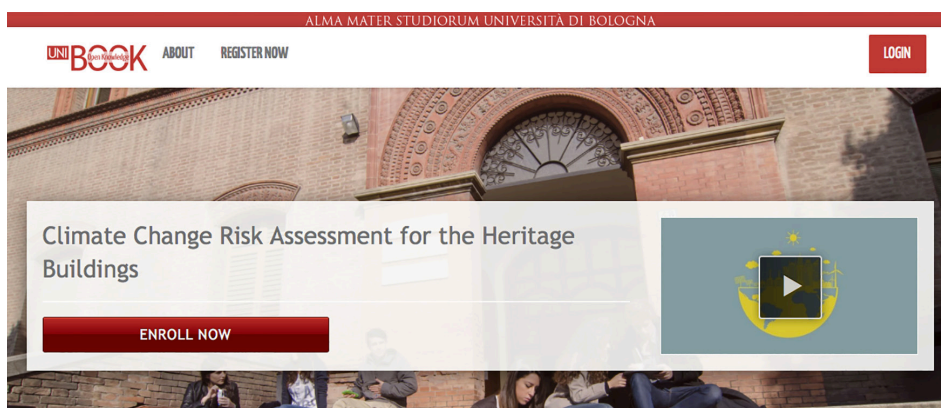 ALMA MATER STUDIORUM UNIVERSITÀ DI BOLOGNA
UNI BOOK Open Knowledge
ABOUT
REGISTER NOW
LOGIN
Climate Change Risk Assessment for the Heritage
Buildings
ENROLL NOW